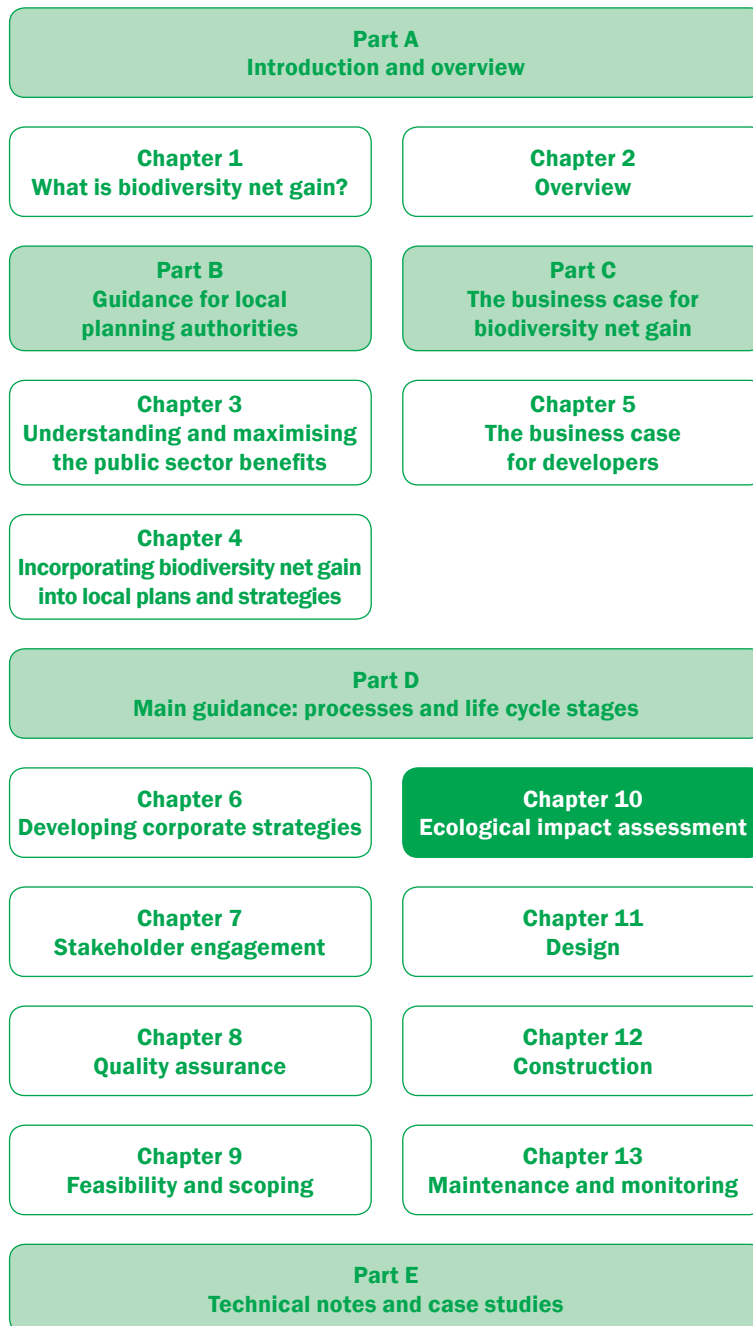 Part A
Introduction and overview
Chapter 1
What is biodiversity net gain?
Chapter 2
Overview
Part B
Guidance for local
planning authorities
Part C
The business case for
biodiversity net gain
Chapter 3
Understanding and maximising
the public sector benefits
Chapter 5
The business case
for developers
Chapter 4
Incorporating biodiversity net gain
into local plans and strategies
Part D
Main guidance: processes and life cycle stages
Chapter 6
Developing corporate strategies
Chapter 10
Ecological impact assessment
Chapter 7
Stakeholder engagement
Chapter 11
Design
Chapter 8
Quality assurance
Chapter 12
Construction
Chapter 9
Feasibility and scoping
Chapter 13
Maintenance and monitoring
Part E
Technical notes and case studies